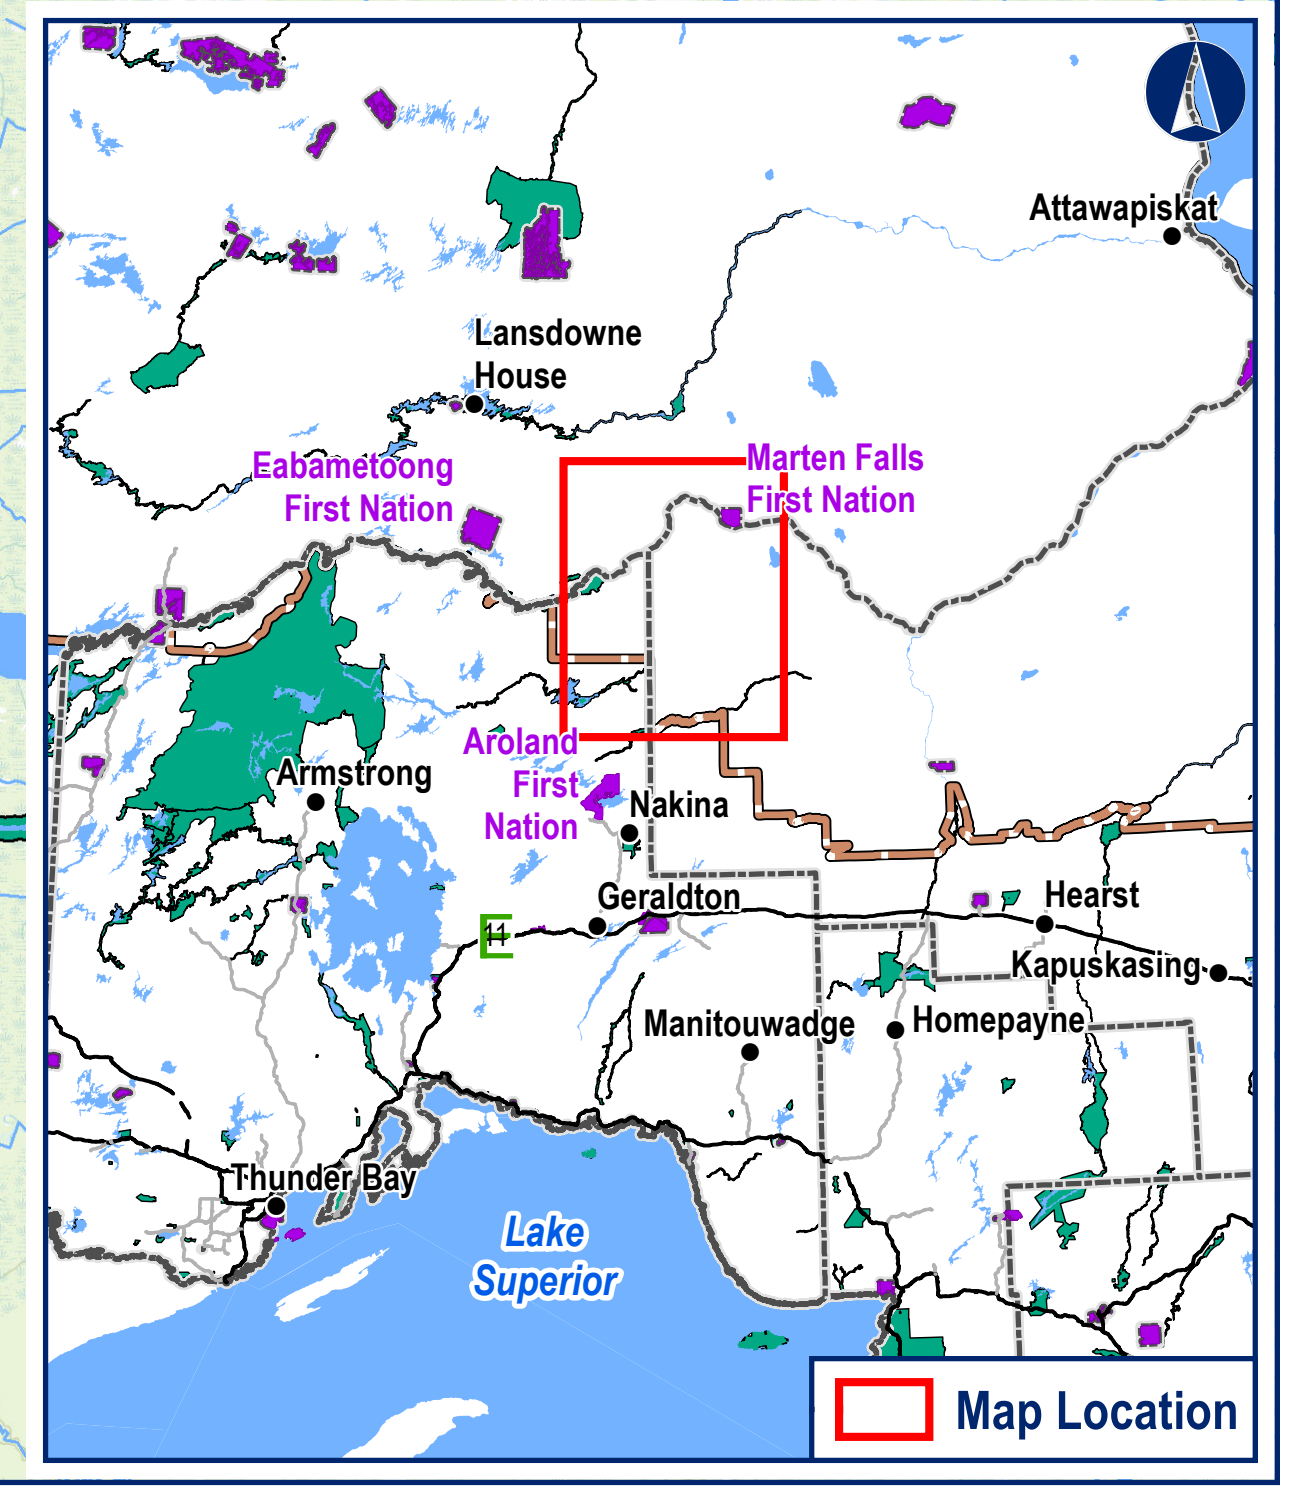 Attawapiskat
Lansdowne
House
Eabametoong
First Nation
Marten Falls
First Nation
Aroland
First
Nation
Armstrong
Nakina
Geraldton
11
Hearst
Kapuskasing
Manitouwadge
Homepayne
Thunder Bay
Lake
Superior
Map Location